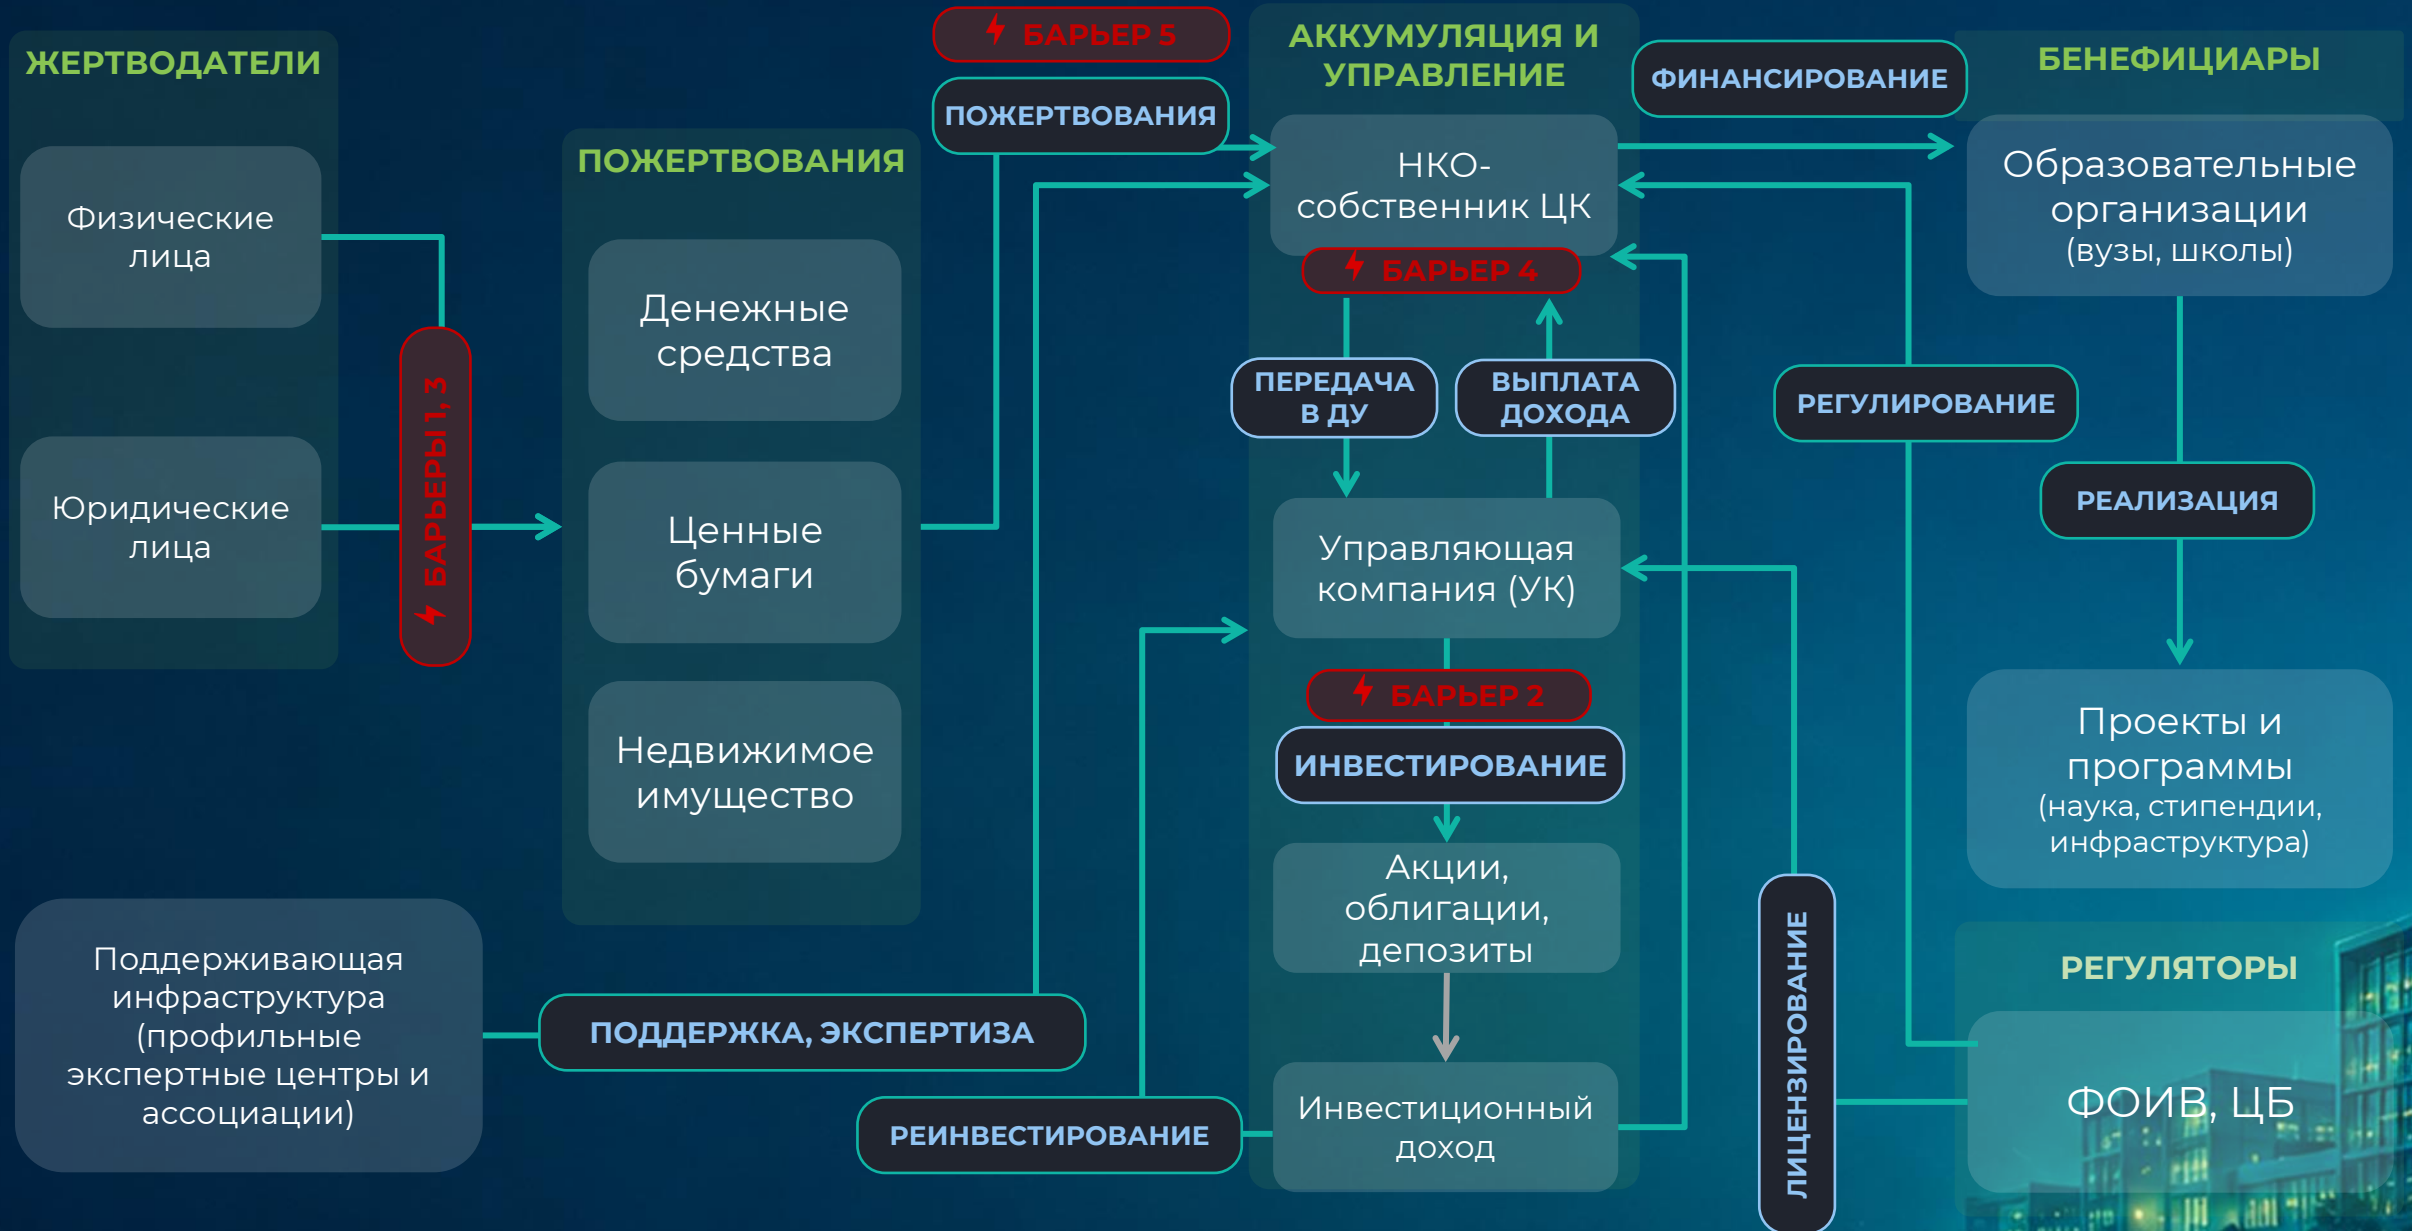 ЖЕРТВОДАТЕЛИ
Физические
лица
Юридические
лица
БАРЬЕРЫ 1, 3
ПОЖЕРТВОВАНИЯ
Денежные
средства
Ценные
бумаги
Недвижимое
имущество
БАРЬЕР 5
ПОЖЕРТВОВАНИЯ
АККУМУЛЯЦИЯ И
УПРАВЛЕНИЕ
НКО-
собственник ЦК
БАРЬЕР 4
ПЕРЕДАЧА
В ДУ
ВЫПЛАТА
ДОХОДА
Управляющая
компания (УК)
БАРЬЕР 2
ИНВЕСТИРОВАНИЕ
Акции,
облигации,
депозиты
Инвестиционный
доход
ФИНАНСИРОВАНИЕ
БЕНЕФИЦИАРЫ
Образовательные
организации
(вузы, школы)
РЕГУЛИРОВАНИЕ
РЕАЛИЗАЦИЯ
Проекты и
программы
(наука, стипендии,
инфраструктура)
РЕГУЛЯТОРЫ
ФОИВ, ЦБ
ЛИЦЕНЗИРОВАНИЕ
Поддерживающая
инфраструктура
(профильные
экспертные центры и
ассоциации)
ПОДДЕРЖКА, ЭКСПЕРТИЗА
РЕИНВЕСТИРОВАНИЕ